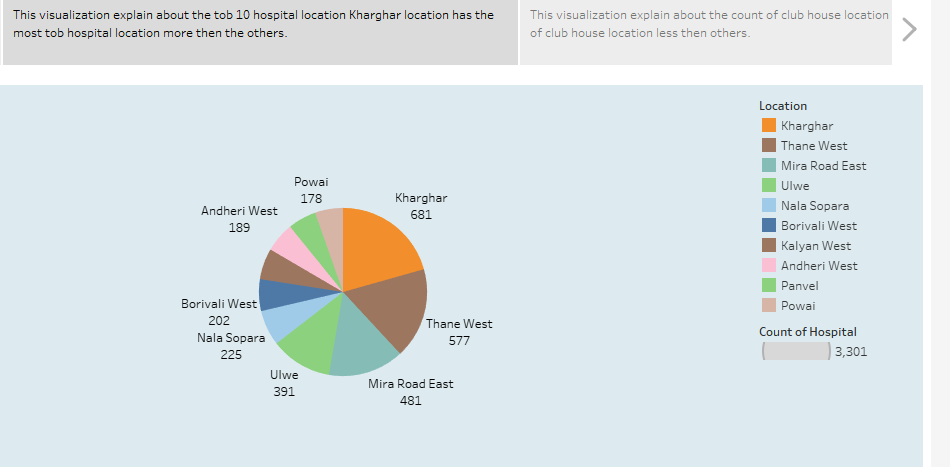 This visualization explain about the tob 10 hospital location Kharghar location has the
most tob hospital location more then the others.
This visualization explain about the count of club house location
of club house location less then others.
Location
Kharghar
Thane West
Mira Road East
Ulwe
Nala Sopara
Borivali West
Kalyan West
Andheri West
Panvel
Powai
Count of Hospital
3,301
Powai
178
Kharghar
681
Andheri West
189
Borivali West
202
Thane West
577
Nala Sopara
225
Ulwe
391
Mira Road East
481